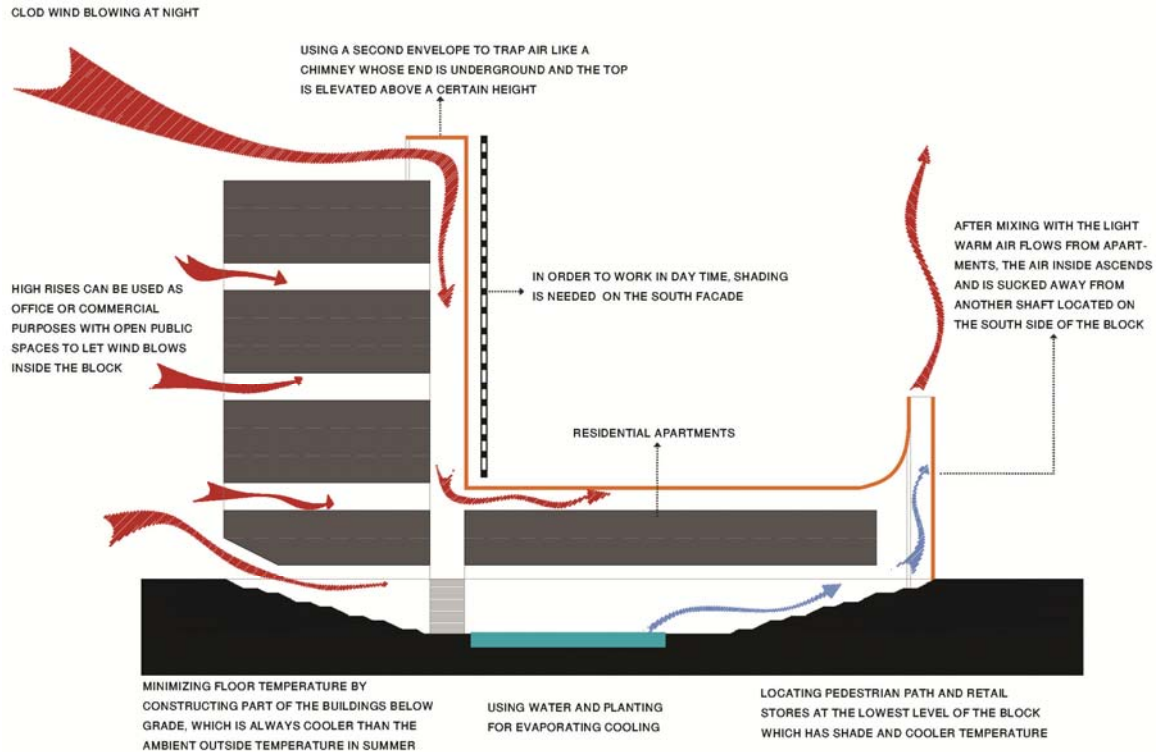 CLOD WIND BLOWING AT NIGHT
USING A SECOND ENVELOPE TO TRAP AIR LIKE A
CHIMNEY WHOSE END IS UNDERGROUND AND THE TOP
IS ELEVATED ABOVE A CERTAIN HEIGHT
AFTER MIXING WITH THE LIGHT
WARM AIR FLOWS FROM APART-
MENTS, THE AIR INSIDE ASCENDS
AND IS SUCKED AWAY FROM
ANOTHER SHAFT LOCATED ON
THE SOUTH SIDE OF THE BLOCK
IN ORDER TO WORK IN DAY TIME, SHADING
IS NEEDED ON THE SOUTH FACADE
HIGH RISES CAN BE USED AS
OFFICE OR COMMERCIAL
PURPOSES WITH OPEN PUBLIC
SPACES TO LET WIND BLOWS
INSIDE THE BLOCK
RESIDENTIAL APARTMENTS
MINIMIZING FLOOR TEMPERATURE BY
CONSTRUCTING PART OF THE BUILDINGS BELOW
GRADE, WHICH IS ALWAYS COOLER THAN THE
AMBIENT OUTSIDE TEMPERATURE IN SUMMER
USING WATER AND PLANTING
FOR EVAPORATING COOLING
LOCATING PEDESTRIAN PATH AND RETAIL
STORES AT THE LOWEST LEVEL OF THE BLOCK
WHICH HAS SHADE AND COOLER TEMPERATURE